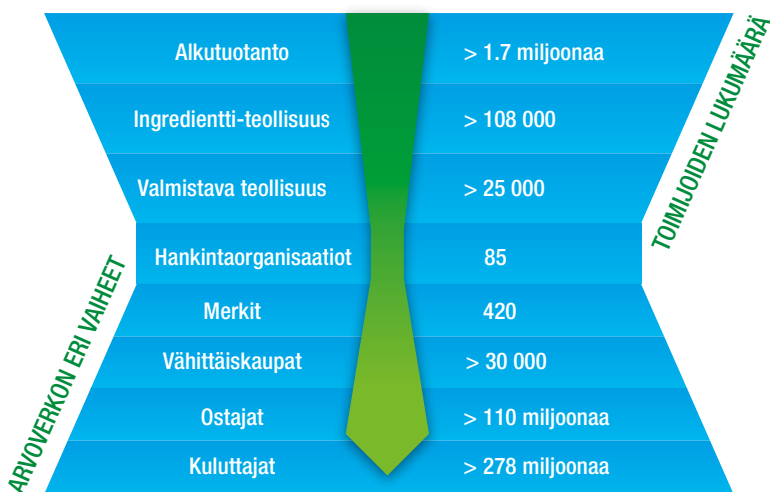 Alkutuotanto > 1.7 miljoonaa
Ingredientti-teollisuus > 108 000
Valmistava teollisuus > 25 000
Hankintaorganisaatiot 85
Merkit 420
Vähittäiskaupat > 30 000
Ostajat > 110 miljoonaa
Kuluttajat > 278 miljoonaa
ARVOVERKON ERI VAIHEET
TOIMIJOIDEN LUKUMÄÄRÄ